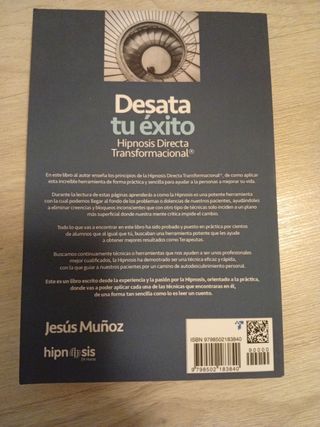 Desata
tu éxito
Hipnosis Directa
Transformacional®
En este libro al autor enseña los principios de la Hipnosis Directa Transformacional®, de como aplicar
esta increíble herramienta de forma práctica y sencilla para ayudar a la personas a mejorar su vida.
Durante la lectura de estas páginas aprenderás a como la Hipnosis es una potente herramienta
con la cual podemos llegar al fondo de los problemas o dolencias de nuestros pacientes, ayudándoles
a eliminar creencias y bloqueos inconscientes que con otro tipo de técnicas solo inciden a un plano
más superficial donde nuestra mente crítica impide el cambio.
Todo lo que vas a encontrar en este libro ha sido probado y puesto en práctica por cientos
de alumnos que al igual que tú, buscaban una herramienta potente que les ayuda
a obtener mejores resultados como Terapeutas.
Buscamos continuamente técnicas o herramientas que nos ayuden a ser unos profesionales
mejor cualificados, la Hipnosis ha demostrado ser una técnica eficaz y rápida,
con la que guiar a nuestros pacientes por un camino de autodescubrimiento personal.
Este es un libro escrito desde la experiencia y la pasión por la Hipnosis, orientado a la práctica,
donde vas a poder aplicar cada una de las técnicas que encontraras en él,
de una forma tan sencilla como lo es leer un cuento.
Jesús Muñoz
hipnosis
ISBN 9798502183840
90000
9 798502 183840